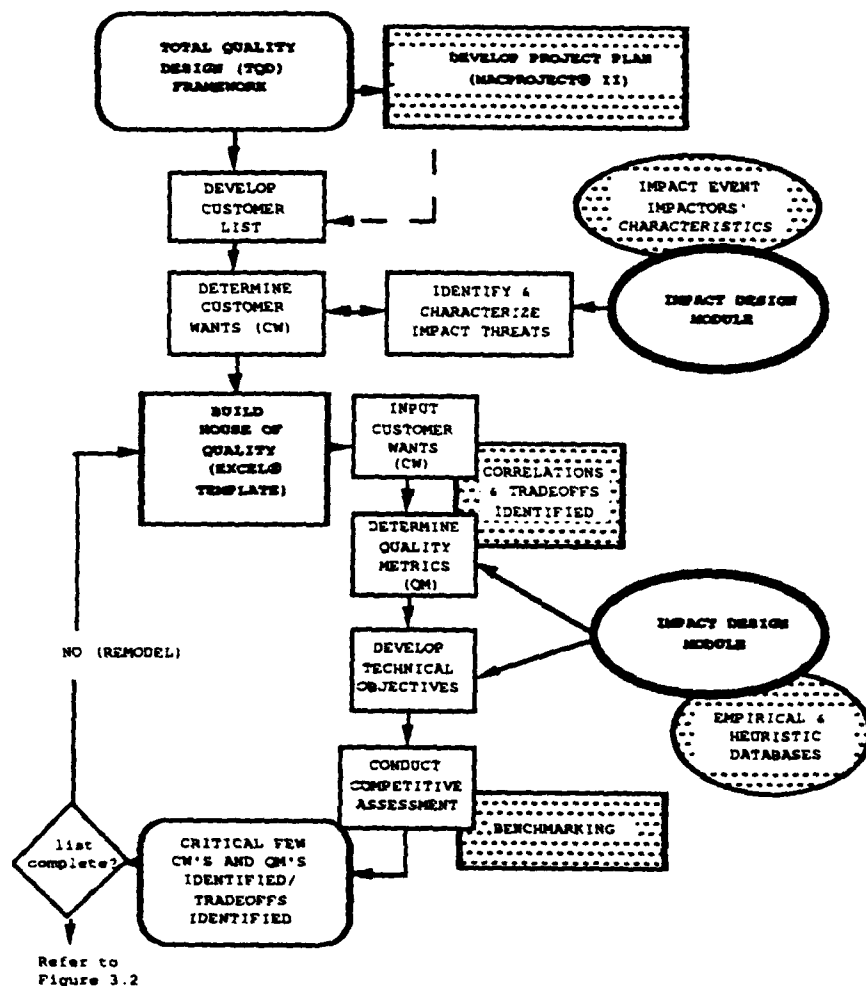 TOTAL QUALITY
DESIGN (TQD)
FRAMEWORK
DEVELOP PROJECT PLAN
(MACPROJECT® II)
DEVELOP
CUSTOMER
LIST
IMPACT EVENT
IMPACTORS'
CHARACTERISTICS
DETERMINE
CUSTOMER
WANTS (CW)
IDENTIFY &
CHARACTERIZE
IMPACT THREATS
IMPACT DESIGN
MODULE
BUILD
HOUSE OF
QUALITY
(EXCEL®
TEMPLATE)
INPUT
CUSTOMER
WANTS
(CW)
CORRELATIONS
& TRADEOFFS
IDENTIFIED
DETERMINE
QUALITY
METRICS
(QM)
NO (REMODEL)
DEVELOP
TECHNICAL
OBJECTIVES
IMPACT DESIGN
MODULE
EMPIRICAL &
HEURISTIC
DATABASES
CONDUCT
COMPETITIVE
ASSESSMENT
BENCHMARKING
list
complete?
CRITICAL FEW
CW'S AND QM'S
IDENTIFIED/
TRADEOFFS
IDENTIFIED
Refer to
Figure 3.2